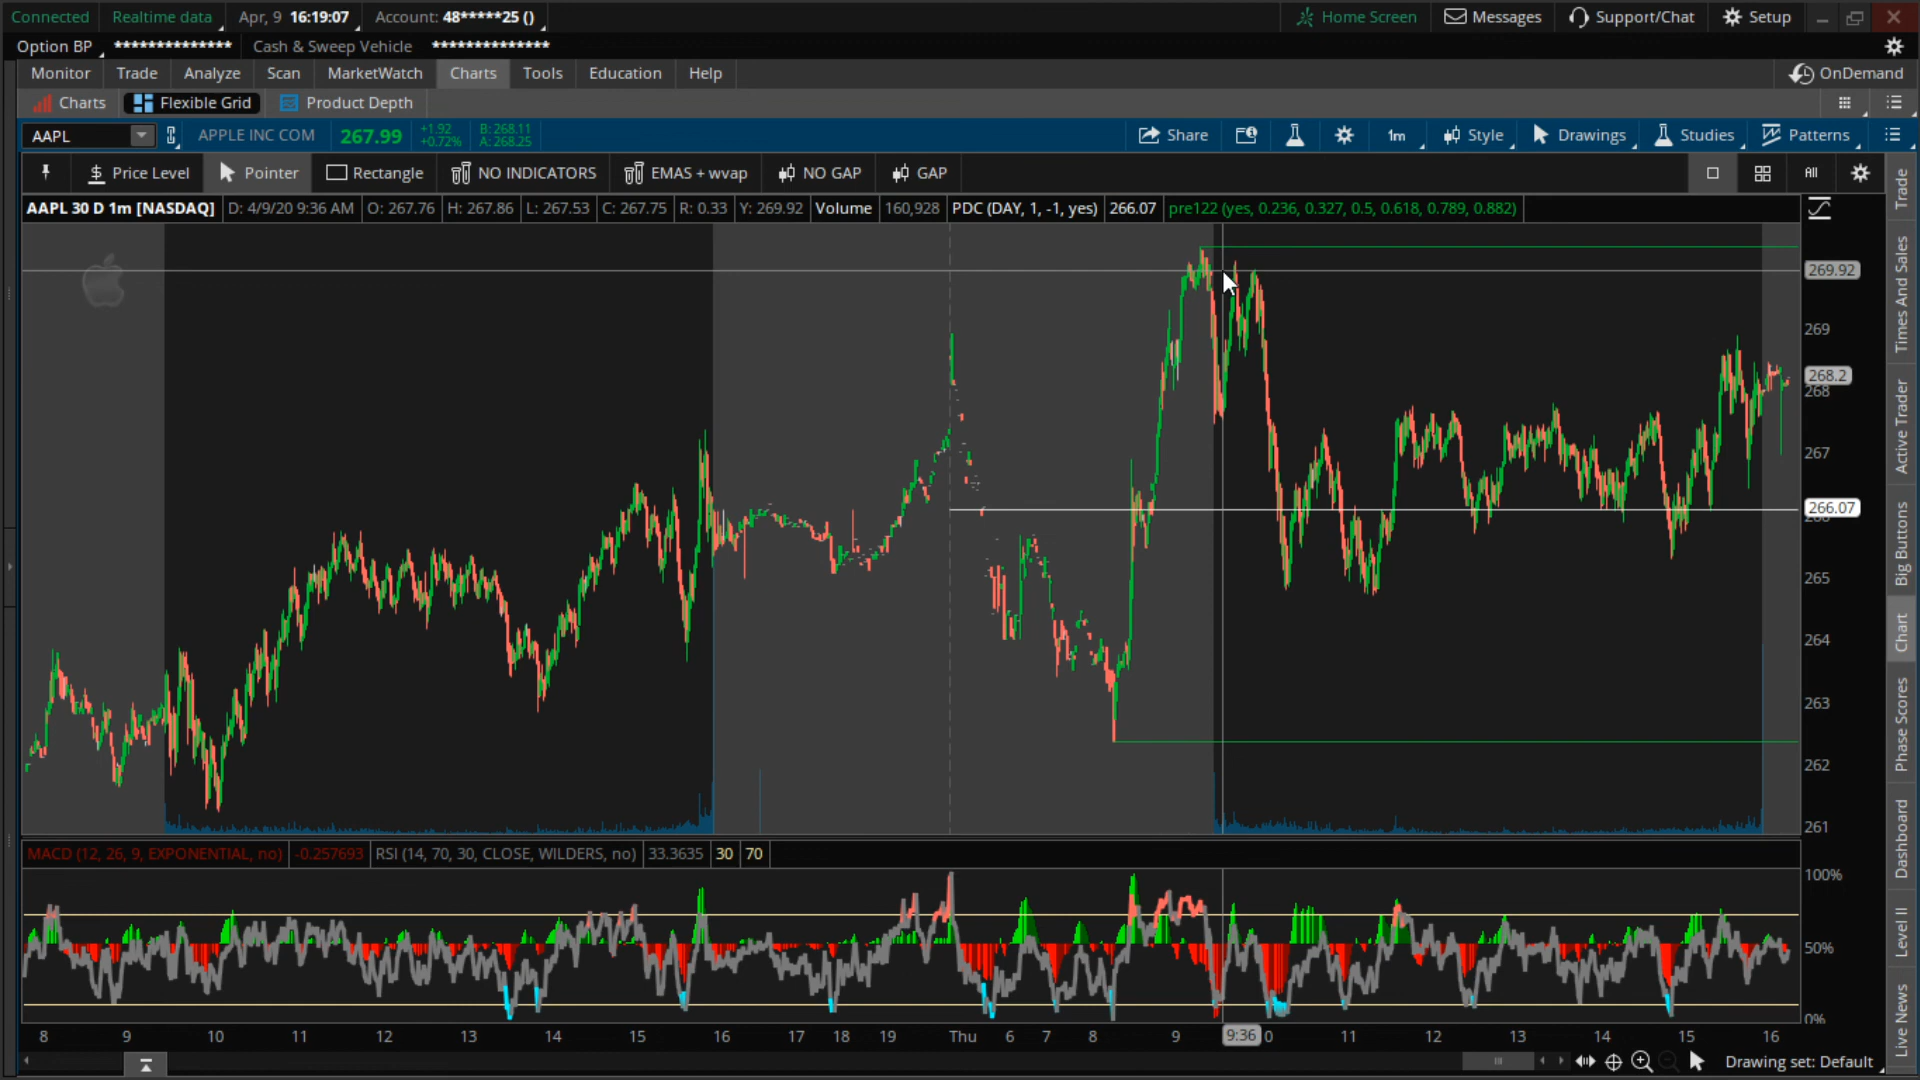 Connected Realtime data Apr, 9 16:19:07 Account: 48*****25 () Home Screen Messages Support/Chat Setup
Option BP ************** Cash & Sweep Vehicle **************
Monitor Trade Analyze Scan MarketWatch Charts Tools Education Help OnDemand
Charts Flexible Grid Product Depth
AAPL APPLE INC COM 267.99 +1.92 +0.72% B: 268.11 A: 268.25 Share 1m Style Drawings Studies Patterns
$ Price Level Pointer Rectangle NO INDICATORS EMAS + wvap NO GAP GAP All
AAPL 30 D 1m [NASDAQ] D: 4/9/20 9:36 AM O: 267.76 H: 267.86 L: 267.53 C: 267.75 R: 0.33 Y: 269.92 Volume 160,928 PDC (DAY, 1, -1, yes) 266.07 pre122 (yes, 0.236, 0.327, 0.5, 0.618, 0.789, 0.882)
269.92
269
268.2
268
267
266.07
265
264
263
262
261
MACD (12, 26, 9, EXPONENTIAL, no) -0.257693 RSI (14, 70, 30, CLOSE, WILDERS, no) 33.3635 30 70
100%
50%
0%
8 9 10 11 12 13 14 15 16 17 18 19 Thu 6 7 8 9 9:36 0 11 12 13 14 15 16
Drawing set: Default
Trade
Times And Sales
Active Trader
Big Buttons
Chart
Phase Scores
Dashboard
Level II
Live News